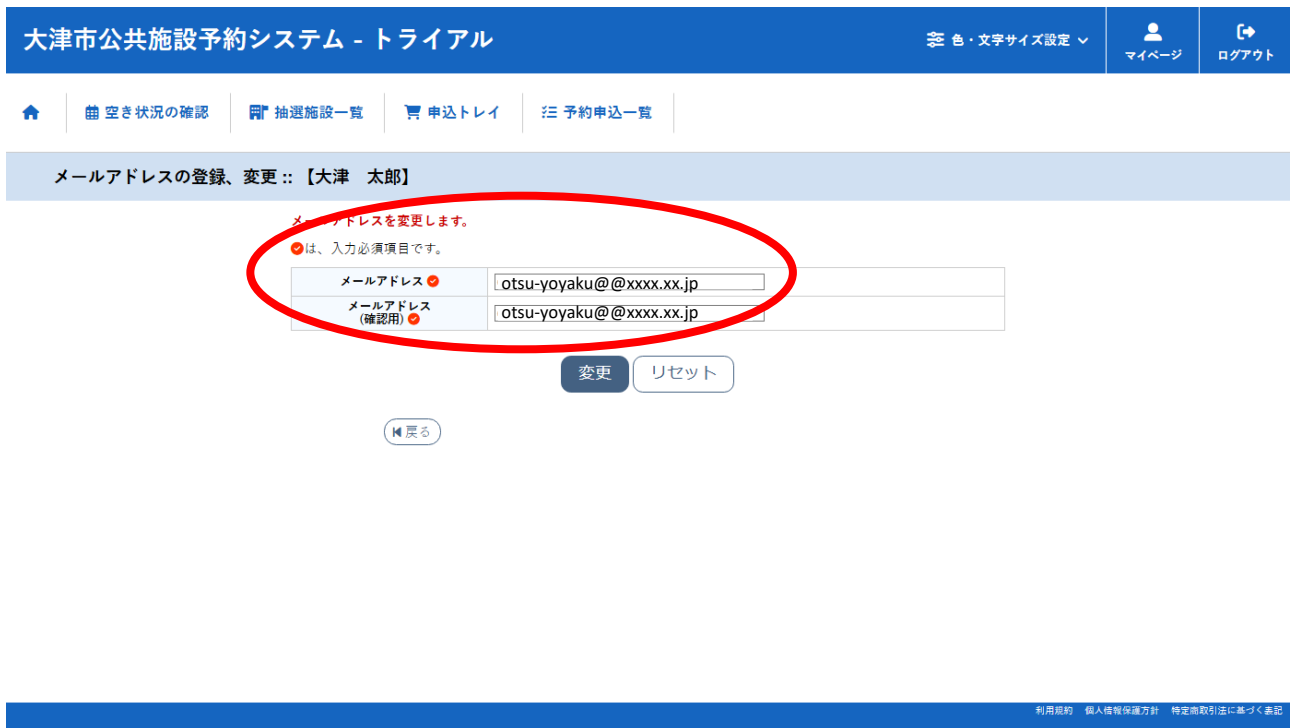 大津市公共施設予約システム - トライアル
色・文字サイズ設定
マイページ
ログアウト
空き状況の確認
抽選施設一覧
申込トレイ
予約申込一覧
メールアドレスの登録、変更 :: 【大津　太郎】
メールアドレスを変更します。
は、入力必須項目です。
メールアドレス
otsu-yoyaku@@xxxx.xx.jp
メールアドレス
(確認用)
otsu-yoyaku@@xxxx.xx.jp
変更
リセット
戻る
利用規約 個人情報保護方針 特定商取引法に基づく表記